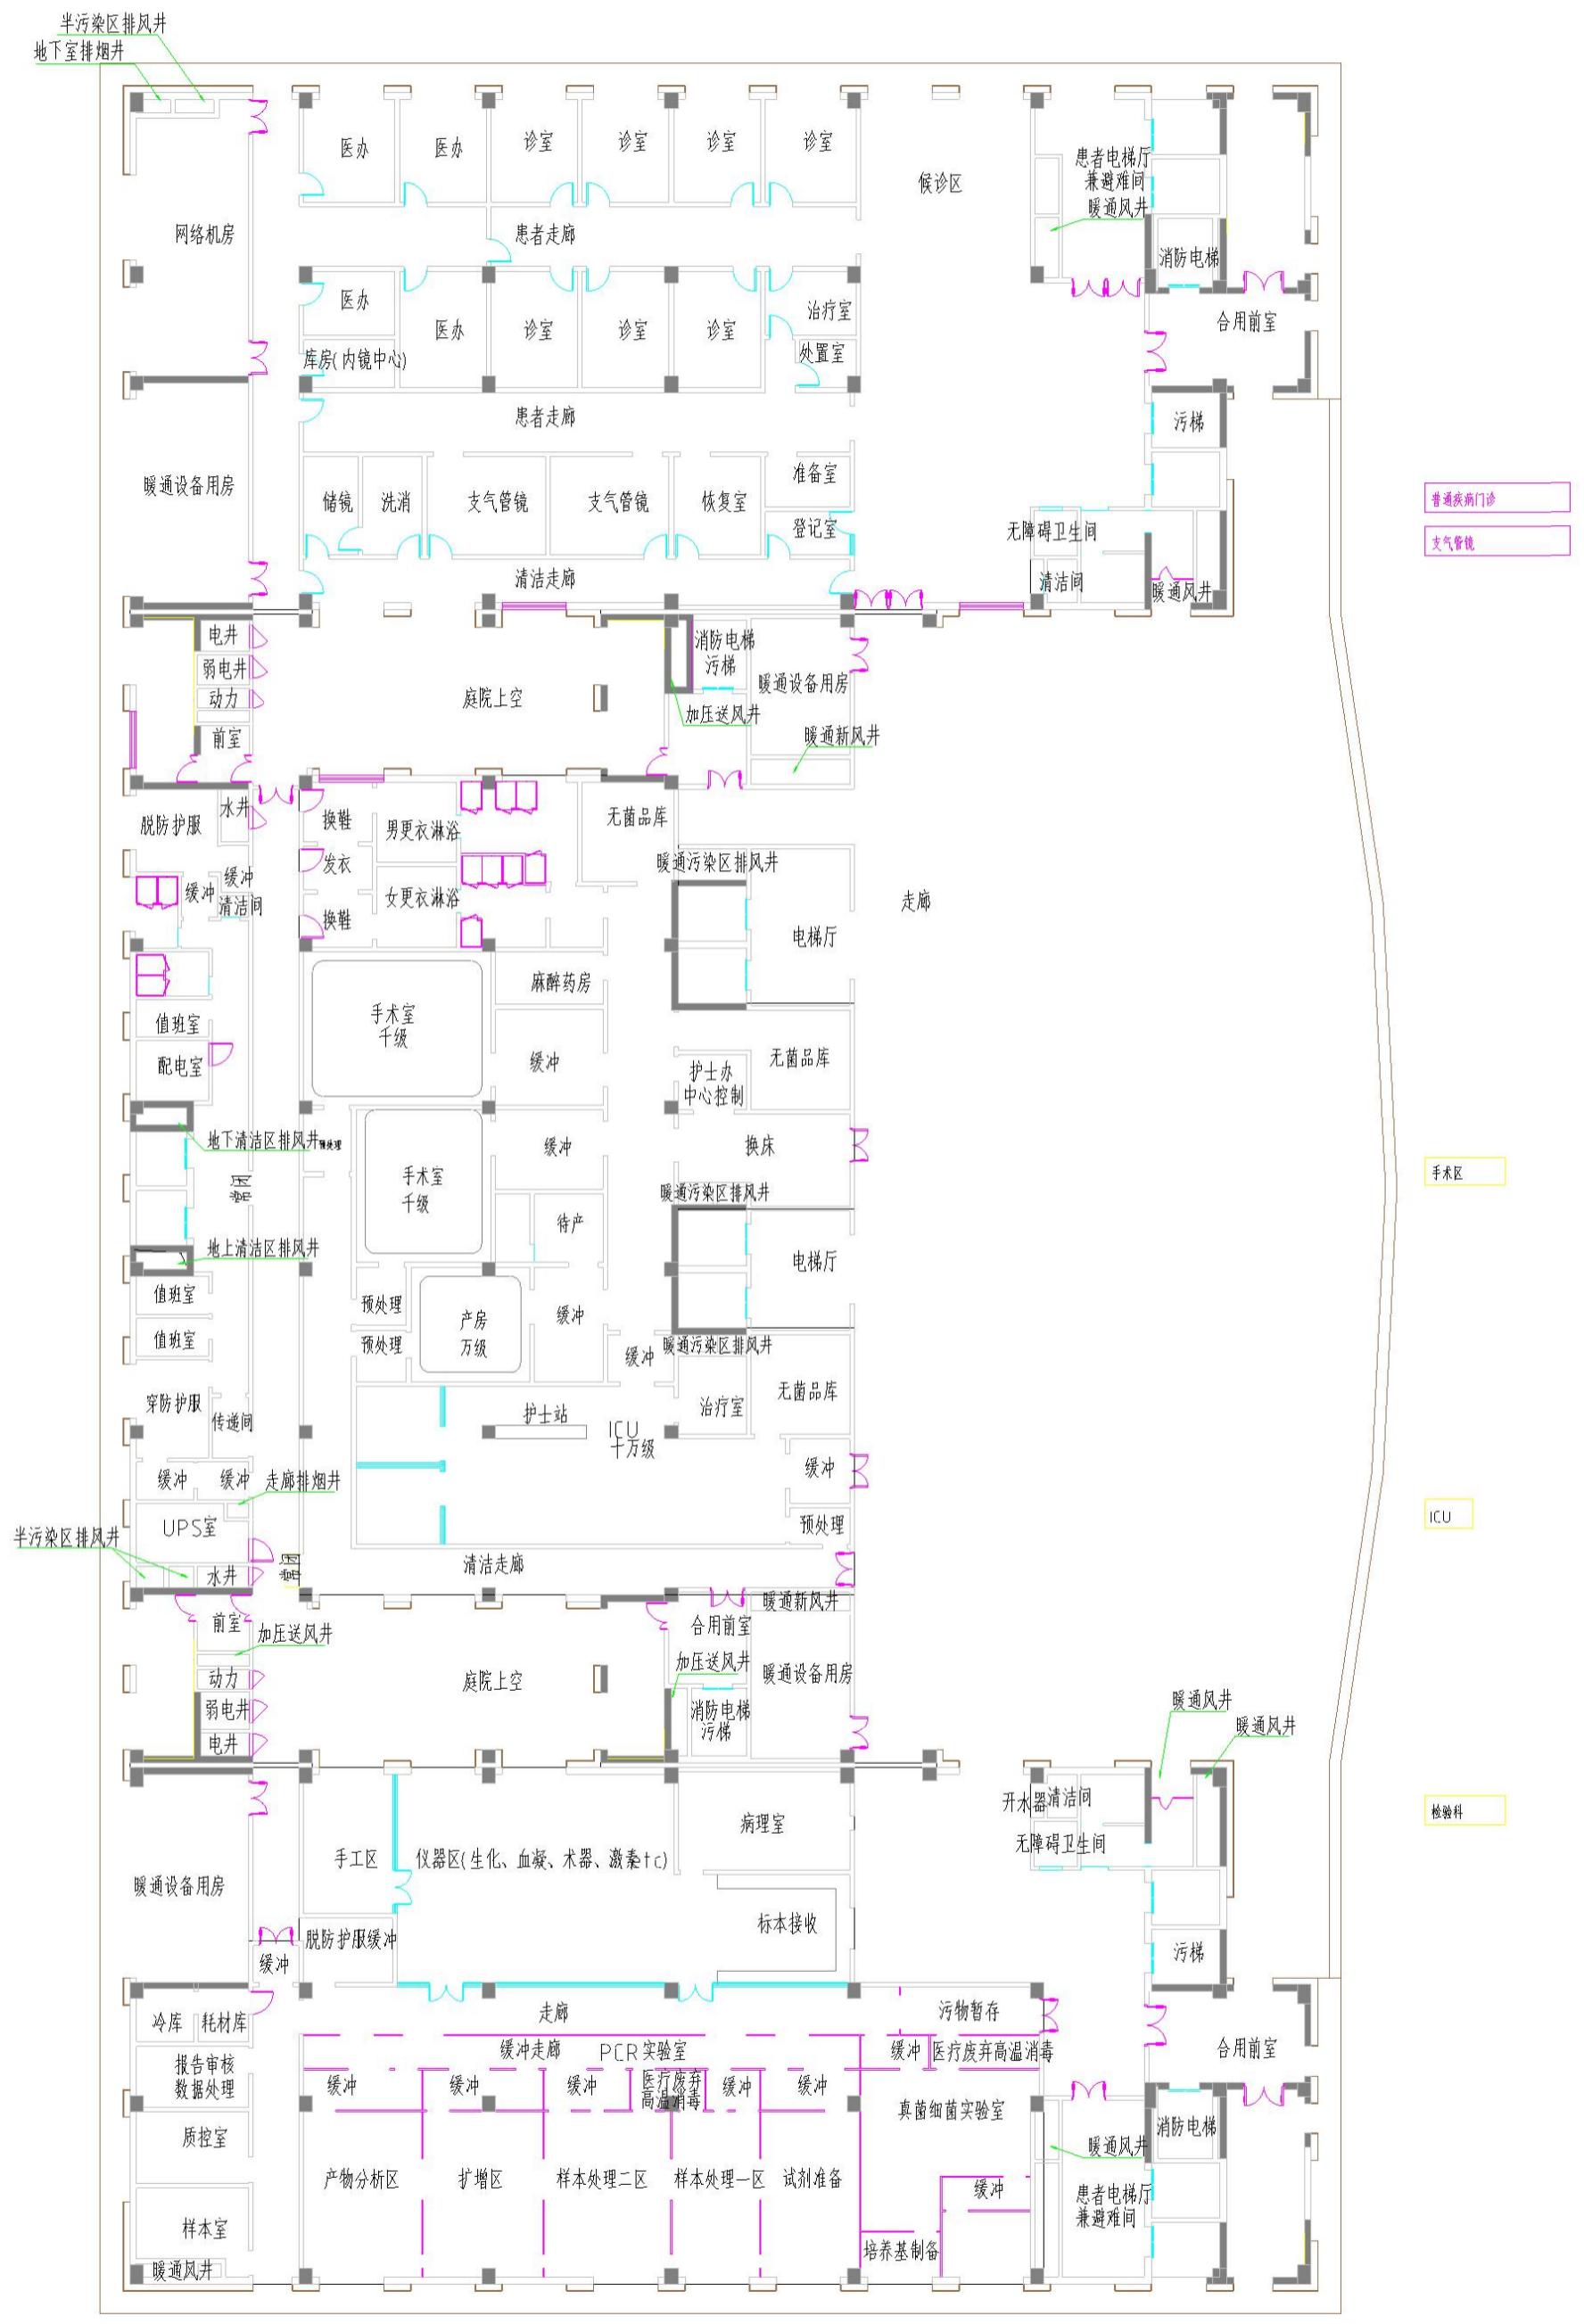 半污染区排风井
地下室排烟井
医办
医办
诊室
诊室
诊室
诊室
候诊区
患者电梯厅
兼避难间
暖通风井
网络机房
患者走廊
消防电梯
医办
医办
诊室
诊室
诊室
治疗室
处置室
合用前室
库房(内镜中心)
患者走廊
污梯
暖通设备用房
储镜
洗消
支气管镜
支气管镜
恢复室
准备室
登记室
普通疾病门诊
支气管镜
无障碍卫生间
清洁间
暖通风井
清洁走廊
电井
弱电井
动力
前室
庭院上空
消防电梯
污梯
暖通设备用房
加压送风井
暖通新风井
脱防护服
水井
换鞋
男更衣淋浴
无菌品库
缓冲
缓冲
清洁间
发衣
女更衣淋浴
换鞋
暖通污染区排风井
走廊
电梯厅
麻醉药房
手术室
千级
值班室
配电室
缓冲
护士办
中心控制
无菌品库
地下清洁区排风井
预处理
缓冲
换床
常闭
手术室
千级
暖通污染区排风井
手术区
待产
地上清洁区排风井
电梯厅
值班室
值班室
预处理
预处理
产房
万级
缓冲
缓冲
暖通污染区排风井
穿防护服
传递间
护士站
ICU
十万级
治疗室
无菌品库
缓冲
缓冲
走廊排烟井
缓冲
UPS室
预处理
ICU
半污染区排风井
水井
常闭
清洁走廊
前室
加压送风井
合用前室
暖通新风井
动力
弱电井
电井
庭院上空
加压送风井
消防电梯
污梯
暖通设备用房
暖通风井
暖通风井
开水器
清洁间
无障碍卫生间
检验科
手工区
仪器区(生化、血凝、术器、激素etc)
病理室
暖通设备用房
标本接收
脱防护服
缓冲
缓冲
污梯
冷库
耗材库
走廊
污物暂存
报告审核
数据处理
缓冲走廊
PCR实验室
缓冲
医疗废弃高温消毒
合用前室
缓冲
缓冲
缓冲
医疗废弃
高温消毒
缓冲
缓冲
真菌细菌实验室
质控室
暖通风井
消防电梯
产物分析区
扩增区
样本处理二区
样本处理一区
试剂准备
缓冲
患者电梯厅
兼避难间
样本室
培养基制备
暖通风井